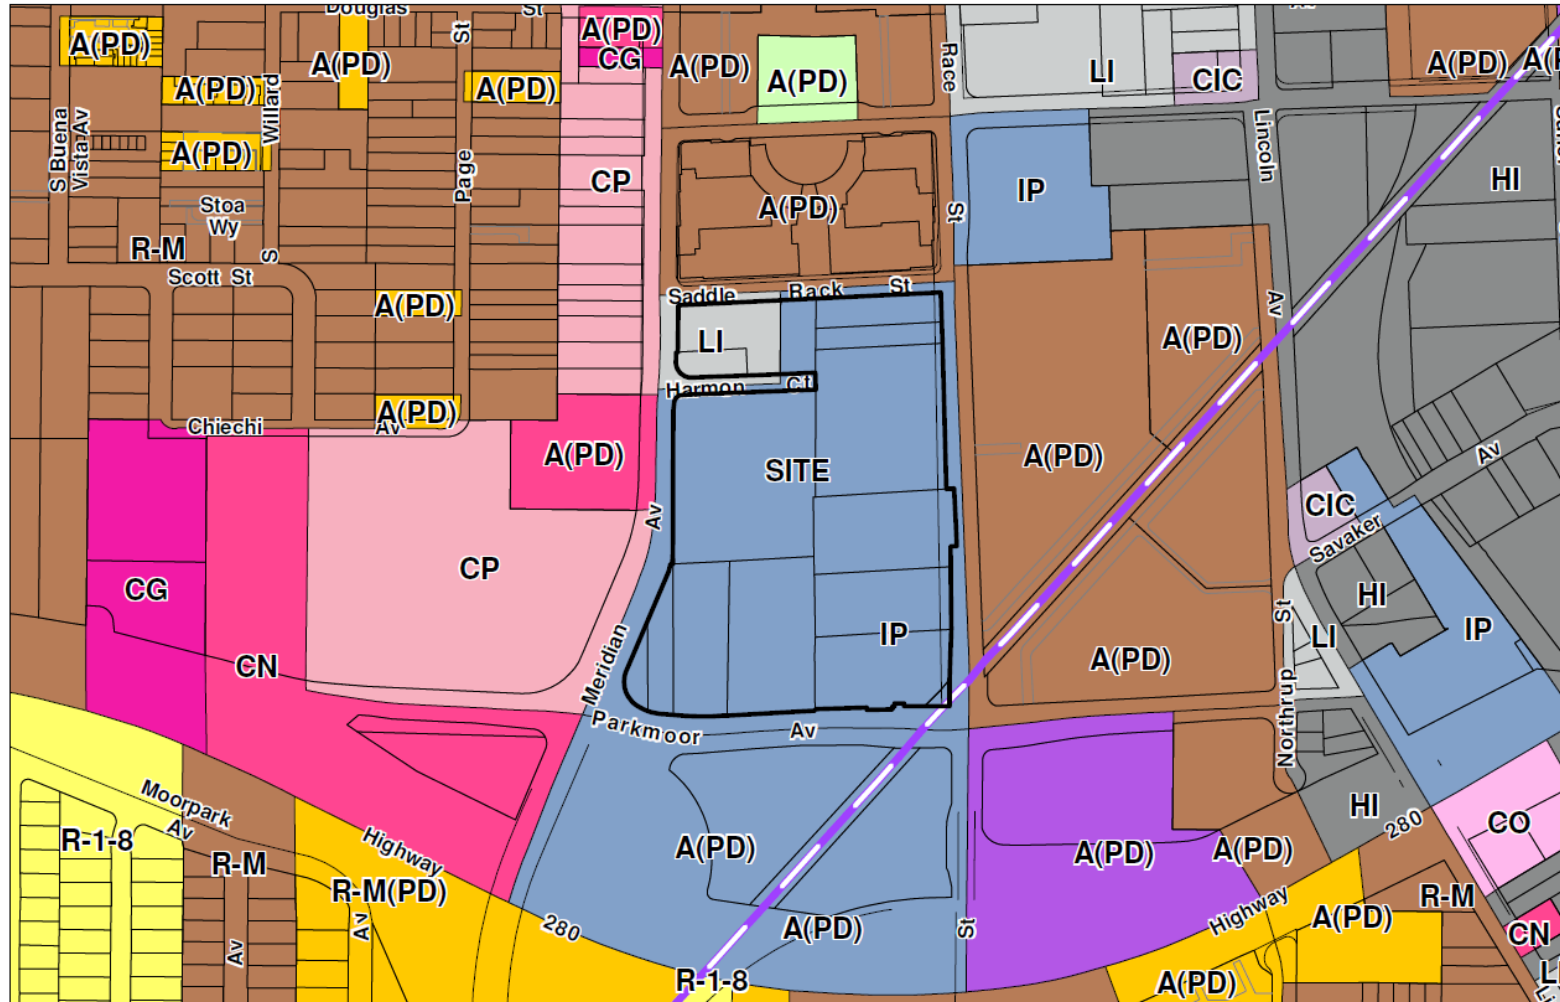 Douglas St
A(PD)
A(PD)
A(PD)
A(PD)
A(PD)
CG
A(PD)
A(PD)
Race
LI
CIC
A(PD)
S Buena
Vista Av
Willard
Page
St
A(PD)
Stoa
Wy
R-M
S
Scott St
CP
A(PD)
St
IP
Lincoln
Av
HI
A(PD)
Saddle Rack St
LI
Harmon Ct
A(PD)
A(PD)
Chiechi Av
A(PD)
SITE
A(PD)
Av
CIC
Savaker Av
CP
CG
HI
IP
IP
LI
St
Northrup
CN
Meridian
A(PD)
Parkmoor Av
Moorpark
Av
R-1-8
R-M
Highway
R-M(PD)
Av
Av
280
A(PD)
A(PD)
St
A(PD)
A(PD)
HI
280
CO
Highway
A(PD)
R-M
CN
R-1-8
A(PD)